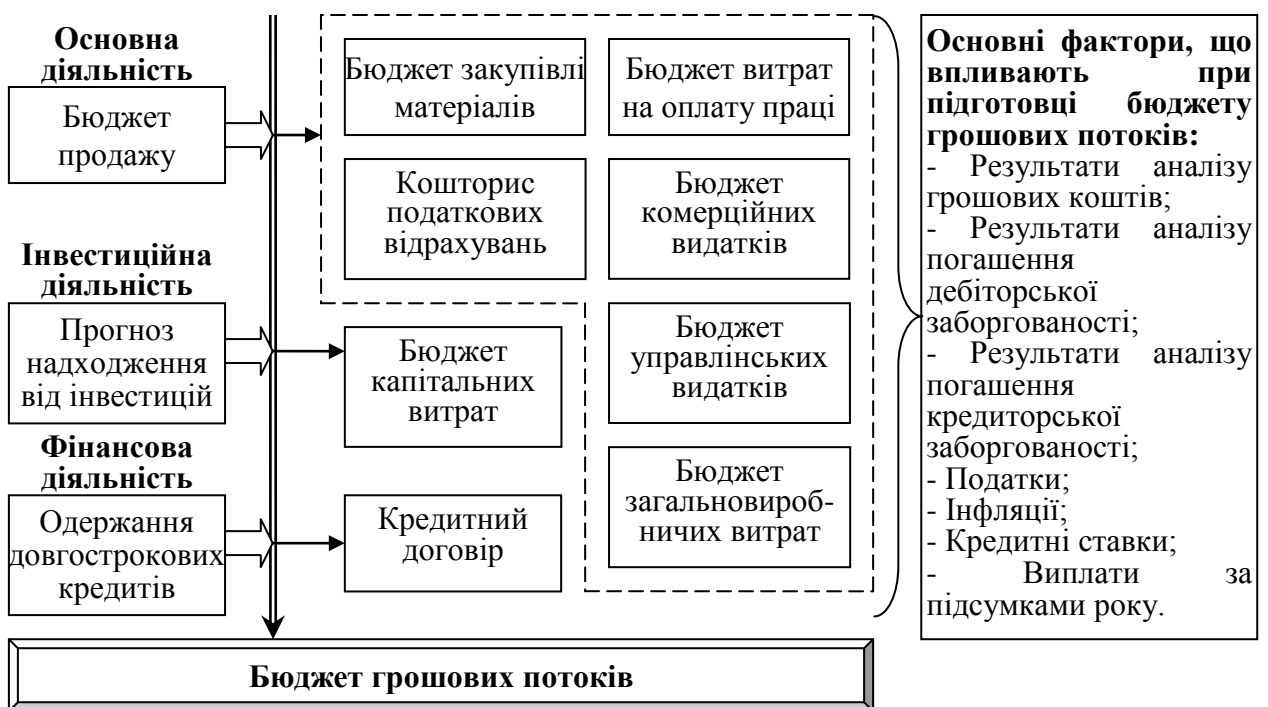 Основна
діяльність
Бюджет
продажу
Інвестиційна
діяльність
Прогноз
надходження
від інвестицій
Фінансова
діяльність
Одержання
довгострокових
кредитів
Бюджет закупівлі
матеріалів
Бюджет витрат
на оплату праці
Кошторис
податкових
відрахувань
Бюджет
комерційних
видатків
Бюджет
капітальних
витрат
Бюджет
управлінських
видатків
Кредитний
договір
Бюджет
загальновироб-
ничих витрат
Основні фактори, що
впливають при
підготовці бюджету
грошових потоків:
- Результати аналізу
грошових коштів;
- Результати аналізу
погашення
дебіторської
заборгованості;
- Результати аналізу
погашення
кредиторської
заборгованості;
- Податки;
- Інфляції;
- Кредитні ставки;
- Виплати за
підсумками року.
Бюджет грошових потоків